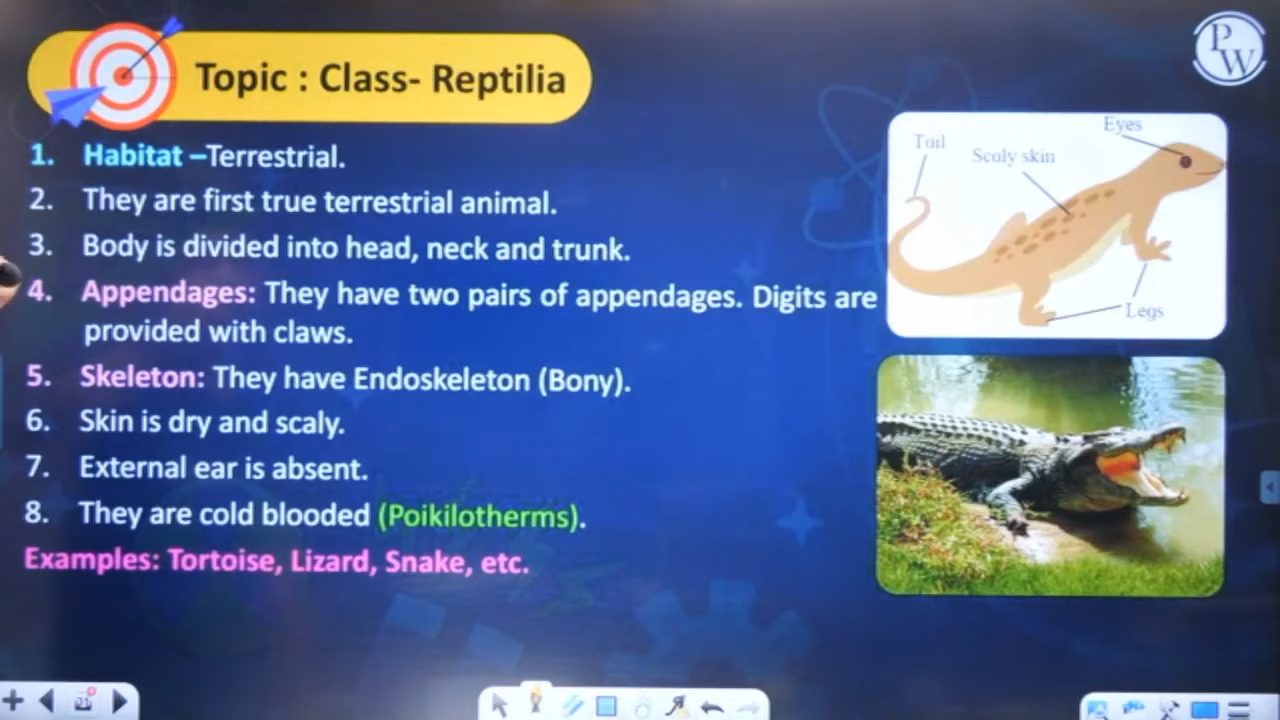 Topic : Class- Reptilia
PW
1. Habitat –Terrestrial.
2. They are first true terrestrial animal.
3. Body is divided into head, neck and trunk.
4. Appendages: They have two pairs of appendages. Digits are
provided with claws.
5. Skeleton: They have Endoskeleton (Bony).
6. Skin is dry and scaly.
7. External ear is absent.
8. They are cold blooded (Poikilotherms).
Examples: Tortoise, Lizard, Snake, etc.
Eyes
Tail
Scaly skin
Legs